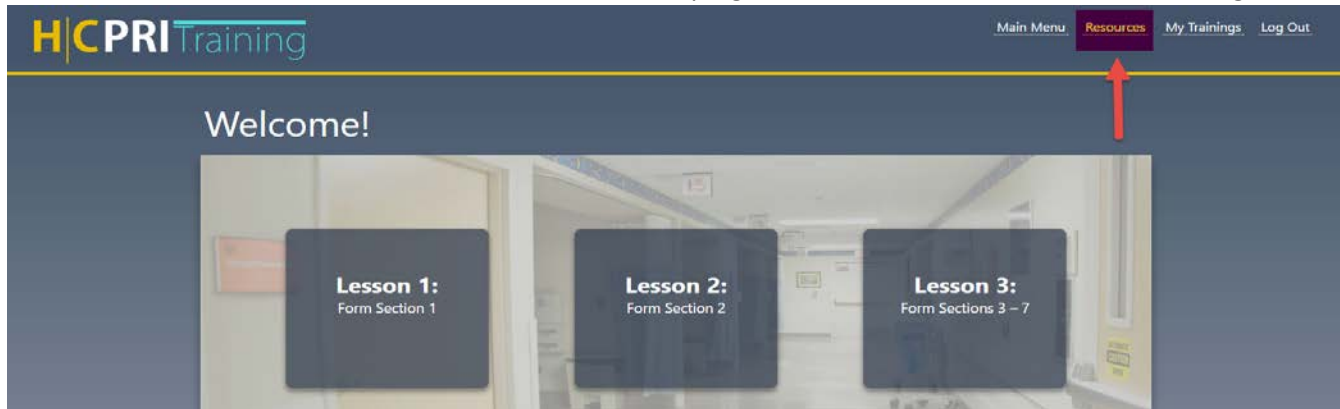 H|CPRI Training
Main Menu Resources My Trainings Log Out
Welcome!
Lesson 1:
Form Section 1
Lesson 2:
Form Section 2
Lesson 3:
Form Sections 3 – 7